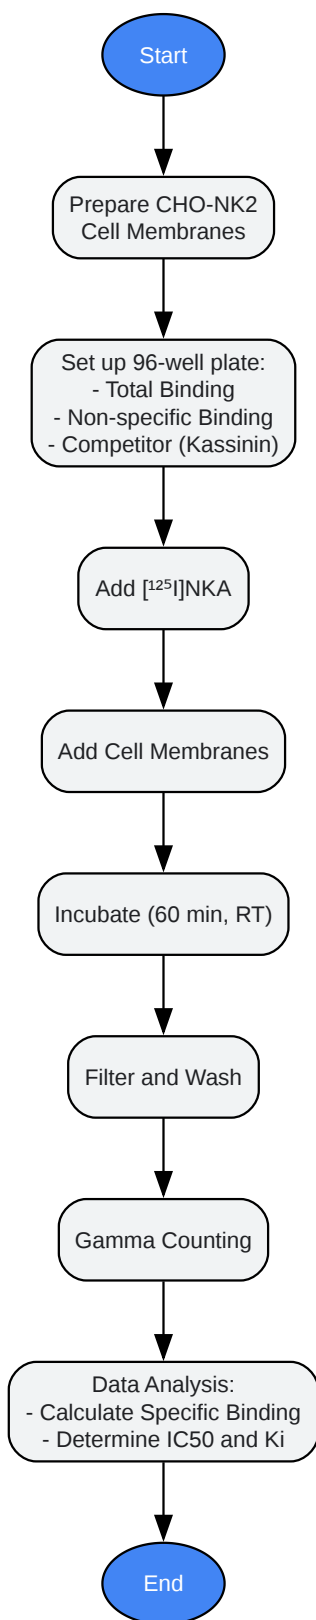 Start
Prepare CHO-NK2
Cell Membranes
Set up 96-well plate:
- Total Binding
- Non-specific Binding
- Competitor (Kassinin)
Add [¹²⁵I]NKA
Add Cell Membranes
Incubate (60 min, RT)
Filter and Wash
Gamma Counting
Data Analysis:
- Calculate Specific Binding
- Determine IC50 and Ki
End